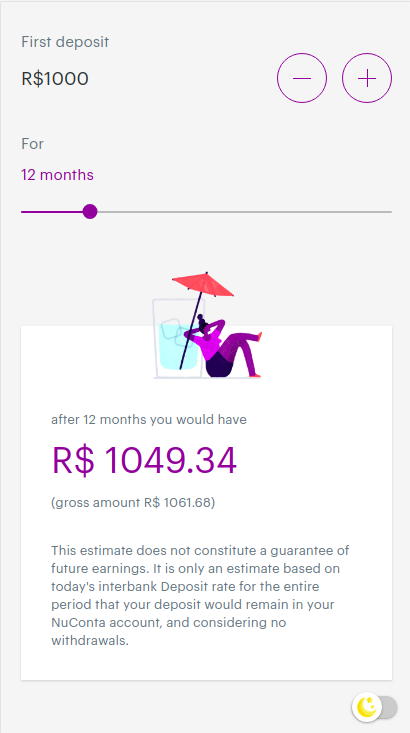 First deposit
R$1000
For
12 months
after 12 months you would have
R$ 1049.34
(gross amount R$ 1061.68)
This estimate does not constitute a guarantee of
future earnings. It is only an estimate based on
today's interbank Deposit rate for the entire
period that your deposit would remain in your
NuConta account, and considering no
withdrawals.